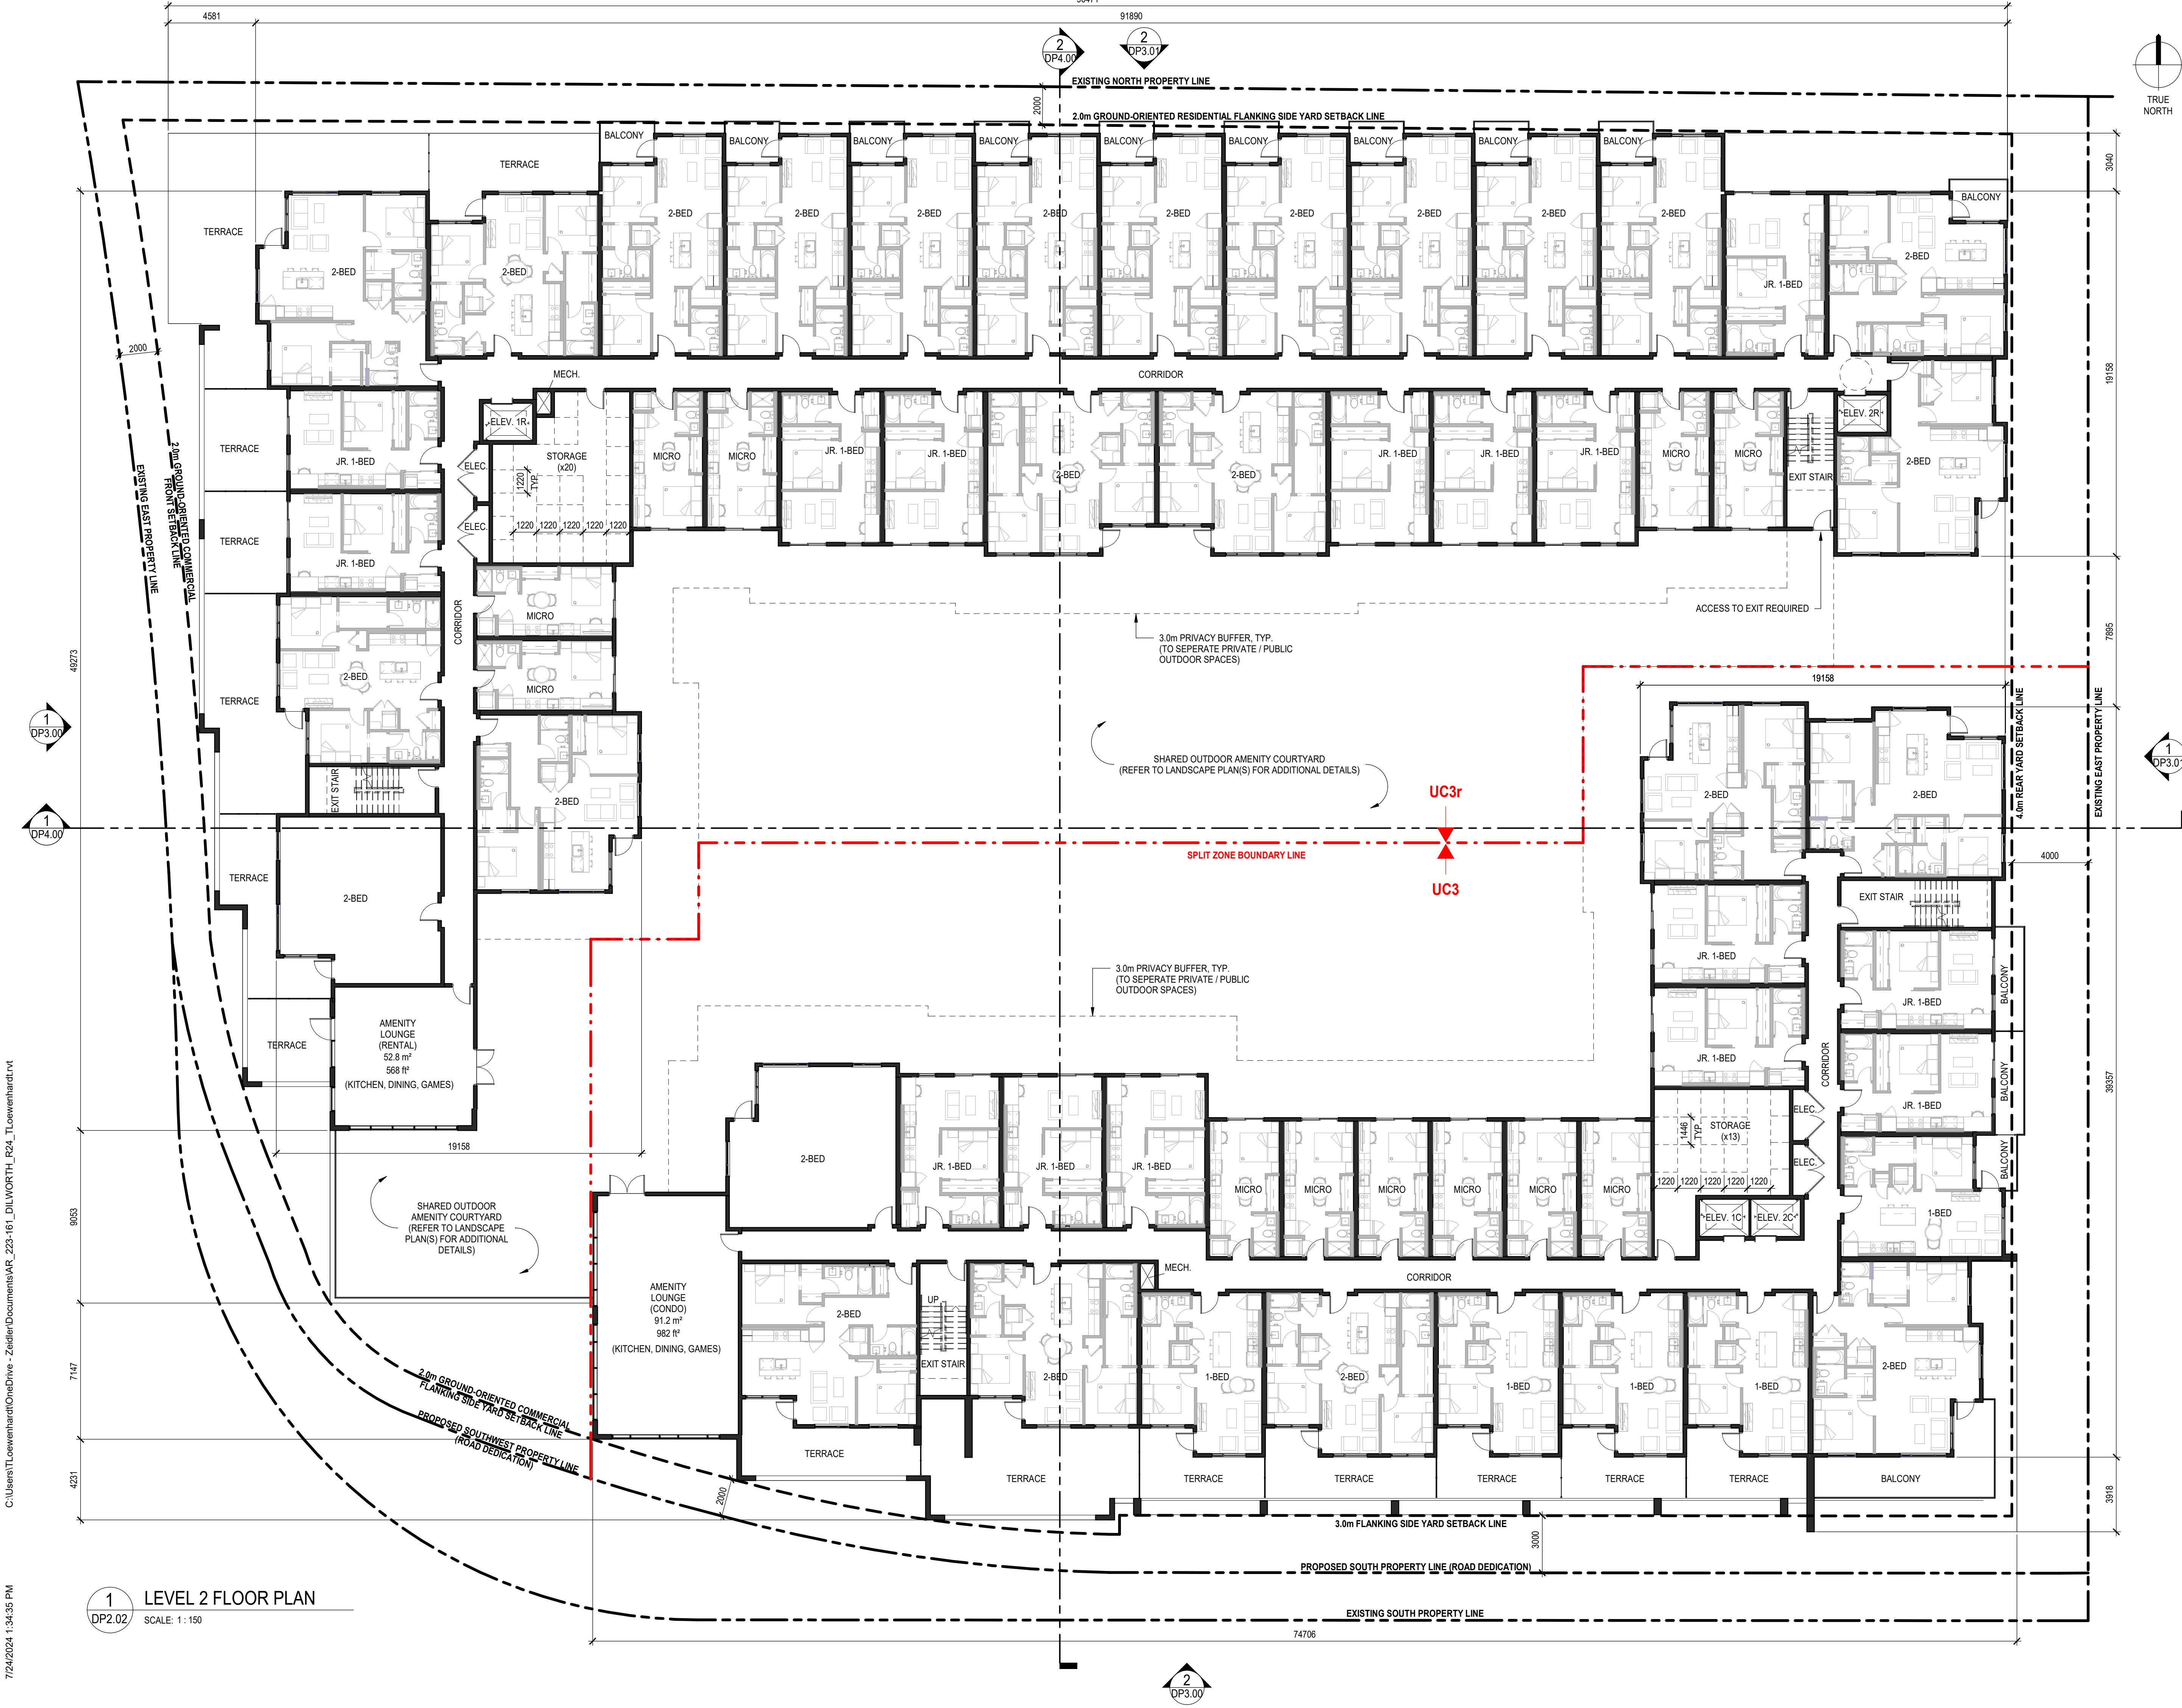 4581
91890
2
DP4.00
2
DP3.01
TRUE
NORTH
EXISTING NORTH PROPERTY LINE
2000
2.0m GROUND-ORIENTED RESIDENTIAL FLANKING SIDE YARD SETBACK LINE
BALCONY
BALCONY
BALCONY
BALCONY
BALCONY
BALCONY
BALCONY
BALCONY
BALCONY
3040
TERRACE
BALCONY
TERRACE
2-BED
2-BED
2-BED
2-BED
2-BED
2-BED
2-BED
2-BED
2-BED
2-BED
2-BED
JR. 1-BED
2-BED
2000
MECH.
CORRIDOR
19158
ELEV. 1R
ELEV. 2R
TERRACE
JR. 1-BED
ELEC.
STORAGE
(x20)
1220
TYP.
MICRO
MICRO
JR. 1-BED
JR. 1-BED
2-BED
2-BED
JR. 1-BED
JR. 1-BED
JR. 1-BED
MICRO
MICRO
EXIT STAIR
2-BED
2.0m GROUND-ORIENTED COMMERCIAL
FRONT SETBACK LINE
EXISTING EAST PROPERTY LINE
TERRACE
JR. 1-BED
ELEC.
1220
1220
1220
1220
1220
ACCESS TO EXIT REQUIRED
CORRIDOR
MICRO
MICRO
3.0m PRIVACY BUFFER, TYP.
(TO SEPERATE PRIVATE / PUBLIC
OUTDOOR SPACES)
7895
49273
2-BED
TERRACE
19158
4.0m REAR YARD SETBACK LINE
EXISTING EAST PROPERTY LINE
1
DP3.00
1
DP3.01
SHARED OUTDOOR AMENITY COURTYARD
(REFER TO LANDSCAPE PLAN(S) FOR ADDITIONAL DETAILS)
EXIT STAIR
2-BED
UC3r
2-BED
2-BED
1
DP4.00
SPLIT ZONE BOUNDARY LINE
UC3
4000
TERRACE
2-BED
EXIT STAIR
3.0m PRIVACY BUFFER, TYP.
(TO SEPERATE PRIVATE / PUBLIC
OUTDOOR SPACES)
JR. 1-BED
JR. 1-BED
BALCONY
TERRACE
AMENITY
LOUNGE
(RENTAL)
52.8 m²
568 ft²
(KITCHEN, DINING, GAMES)
JR. 1-BED
CORRIDOR
JR. 1-BED
BALCONY
39357
19158
2-BED
JR. 1-BED
JR. 1-BED
JR. 1-BED
MICRO
MICRO
MICRO
MICRO
MICRO
MICRO
1446
TYP.
STORAGE
(x13)
ELEC.
ELEC.
1220
1220
1220
1220
1220
BALCONY
1-BED
ELEV. 1C
ELEV. 2C
9053
SHARED OUTDOOR
AMENITY COURTYARD
(REFER TO LANDSCAPE
PLAN(S) FOR ADDITIONAL
DETAILS)
MECH.
CORRIDOR
AMENITY
LOUNGE
(CONDO)
91.2 m²
982 ft²
(KITCHEN, DINING, GAMES)
2-BED
UP
EXIT STAIR
2-BED
1-BED
2-BED
1-BED
1-BED
1-BED
2-BED
7147
2.0m GROUND-ORIENTED COMMERCIAL
FLANKING SIDE YARD SETBACK LINE
PROPOSED SOUTHWEST PROPERTY LINE
(ROAD DEDICATION)
TERRACE
TERRACE
TERRACE
TERRACE
TERRACE
TERRACE
TERRACE
BALCONY
4231
2000
3918
3.0m FLANKING SIDE YARD SETBACK LINE
3000
PROPOSED SOUTH PROPERTY LINE (ROAD DEDICATION)
EXISTING SOUTH PROPERTY LINE
74706
1
DP2.02
LEVEL 2 FLOOR PLAN
SCALE: 1 : 150
2
DP3.00
C:\Users\TLoewenhardt\OneDrive - Zeidler\Documents\AR_223-161_DILWORTH_R24_TLoewenhardt.rvt
7/24/2024 1:34:35 PM